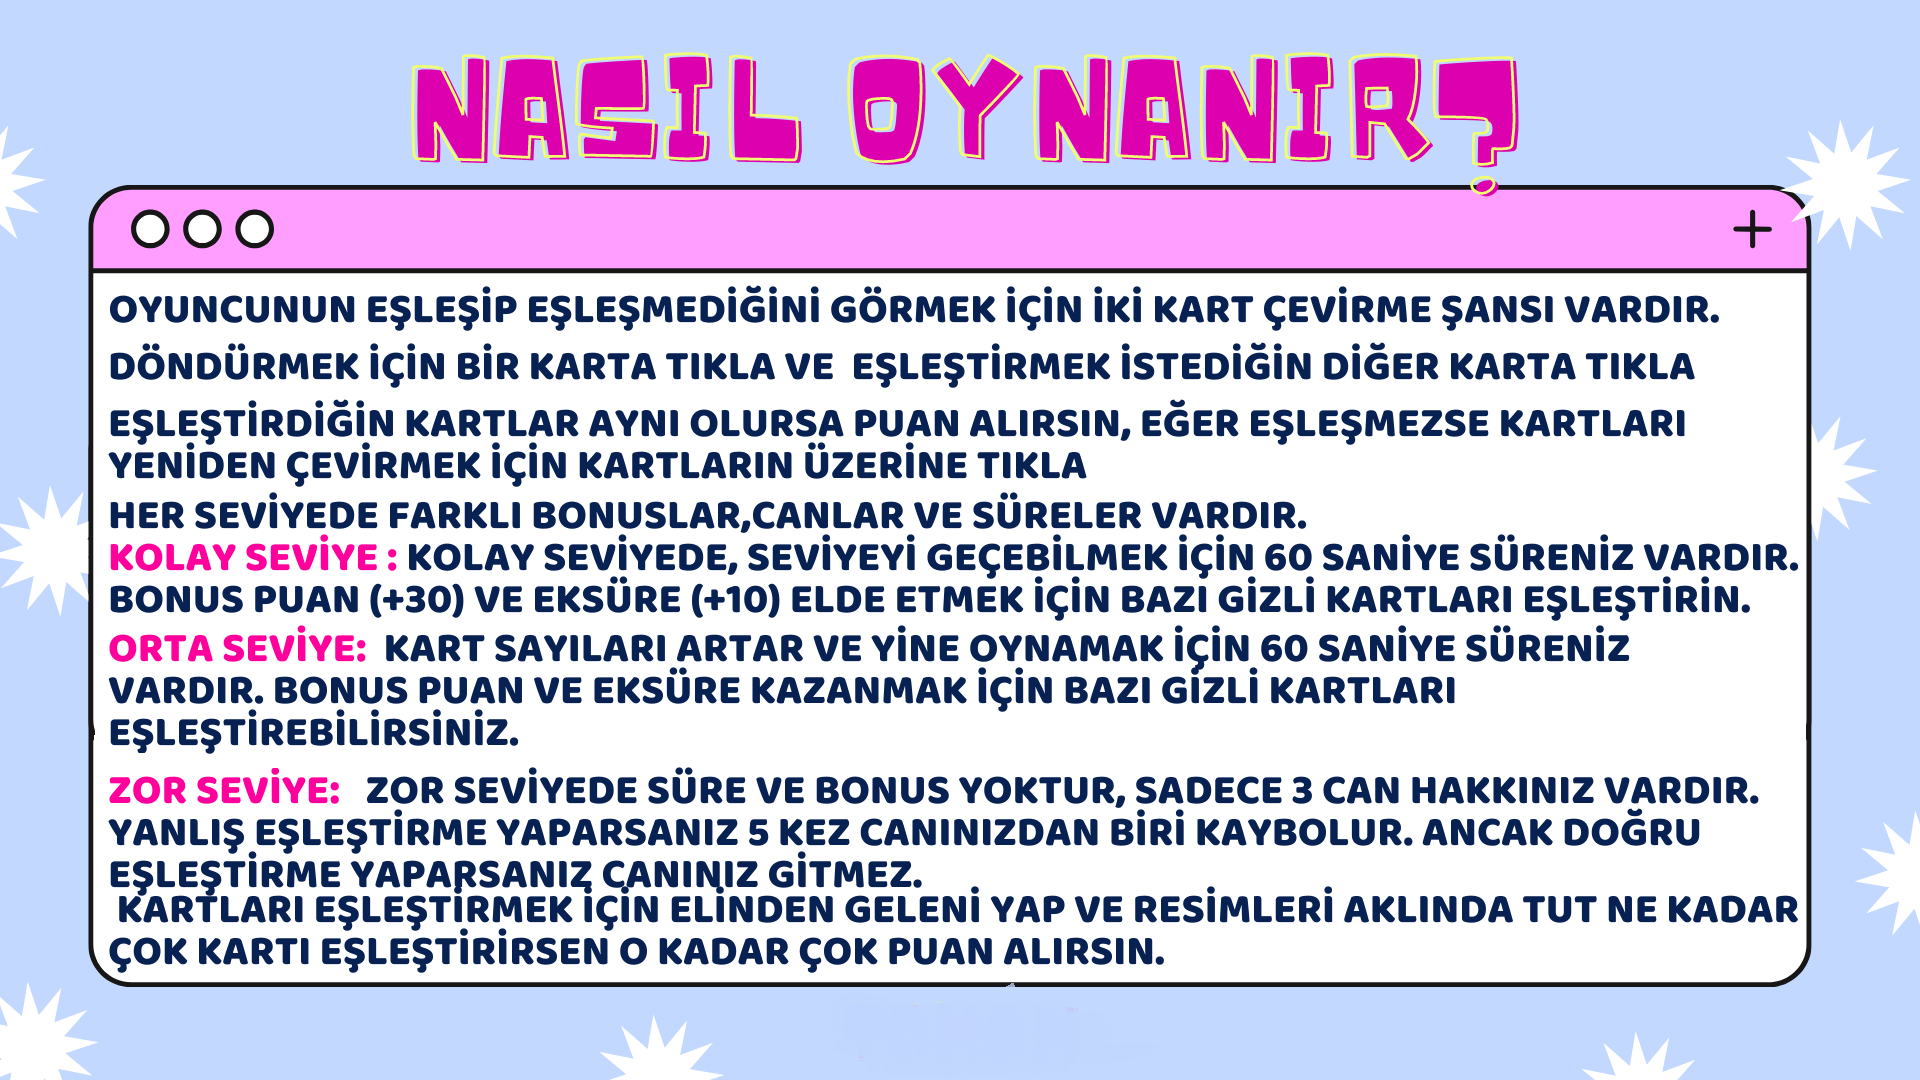 NASIL OYNANIR?
OYUNCUNUN EŞLEŞİP EŞLEŞMEDİĞİNİ GÖRMEK İÇİN İKİ KART ÇEVİRME ŞANSI VARDIR.
DÖNDÜRMEK İÇİN BİR KARTA TIKLA VE EŞLEŞTİRMEK İSTEDİĞİN DİĞER KARTA TIKLA
EŞLEŞTİRDİĞİN KARTLAR AYNI OLURSA PUAN ALIRSIN, EĞER EŞLEŞMEZSE KARTLARI
YENİDEN ÇEVİRMEK İÇİN KARTLARIN ÜZERİNE TIKLA
HER SEVİYEDE FARKLI BONUSLAR,CANLAR VE SÜRELER VARDIR.
KOLAY SEVİYE : KOLAY SEVİYEDE, SEVİYEYİ GEÇEBİLMEK İÇİN 60 SANİYE SÜRENİZ VARDIR.
BONUS PUAN (+30) VE EKSÜRE (+10) ELDE ETMEK İÇİN BAZI GİZLİ KARTLARI EŞLEŞTİRİN.
ORTA SEVİYE: KART SAYILARI ARTAR VE YİNE OYNAMAK İÇİN 60 SANİYE SÜRENİZ
VARDIR. BONUS PUAN VE EKSÜRE KAZANMAK İÇİN BAZI GİZLİ KARTLARI
EŞLEŞTİREBİLİRSİNİZ.
ZOR SEVİYE: ZOR SEVİYEDE SÜRE VE BONUS YOKTUR, SADECE 3 CAN HAKKINIZ VARDIR.
YANLIŞ EŞLEŞTİRME YAPARSANIZ 5 KEZ CANINIZDAN BİRİ KAYBOLUR. ANCAK DOĞRU
EŞLEŞTİRME YAPARSANIZ CANINIZ GİTMEZ.
KARTLARI EŞLEŞTİRMEK İÇİN ELİNDEN GELENİ YAP VE RESİMLERİ AKLINDA TUT NE KADAR
ÇOK KARTI EŞLEŞTİRİRSEN O KADAR ÇOK PUAN ALIRSIN.